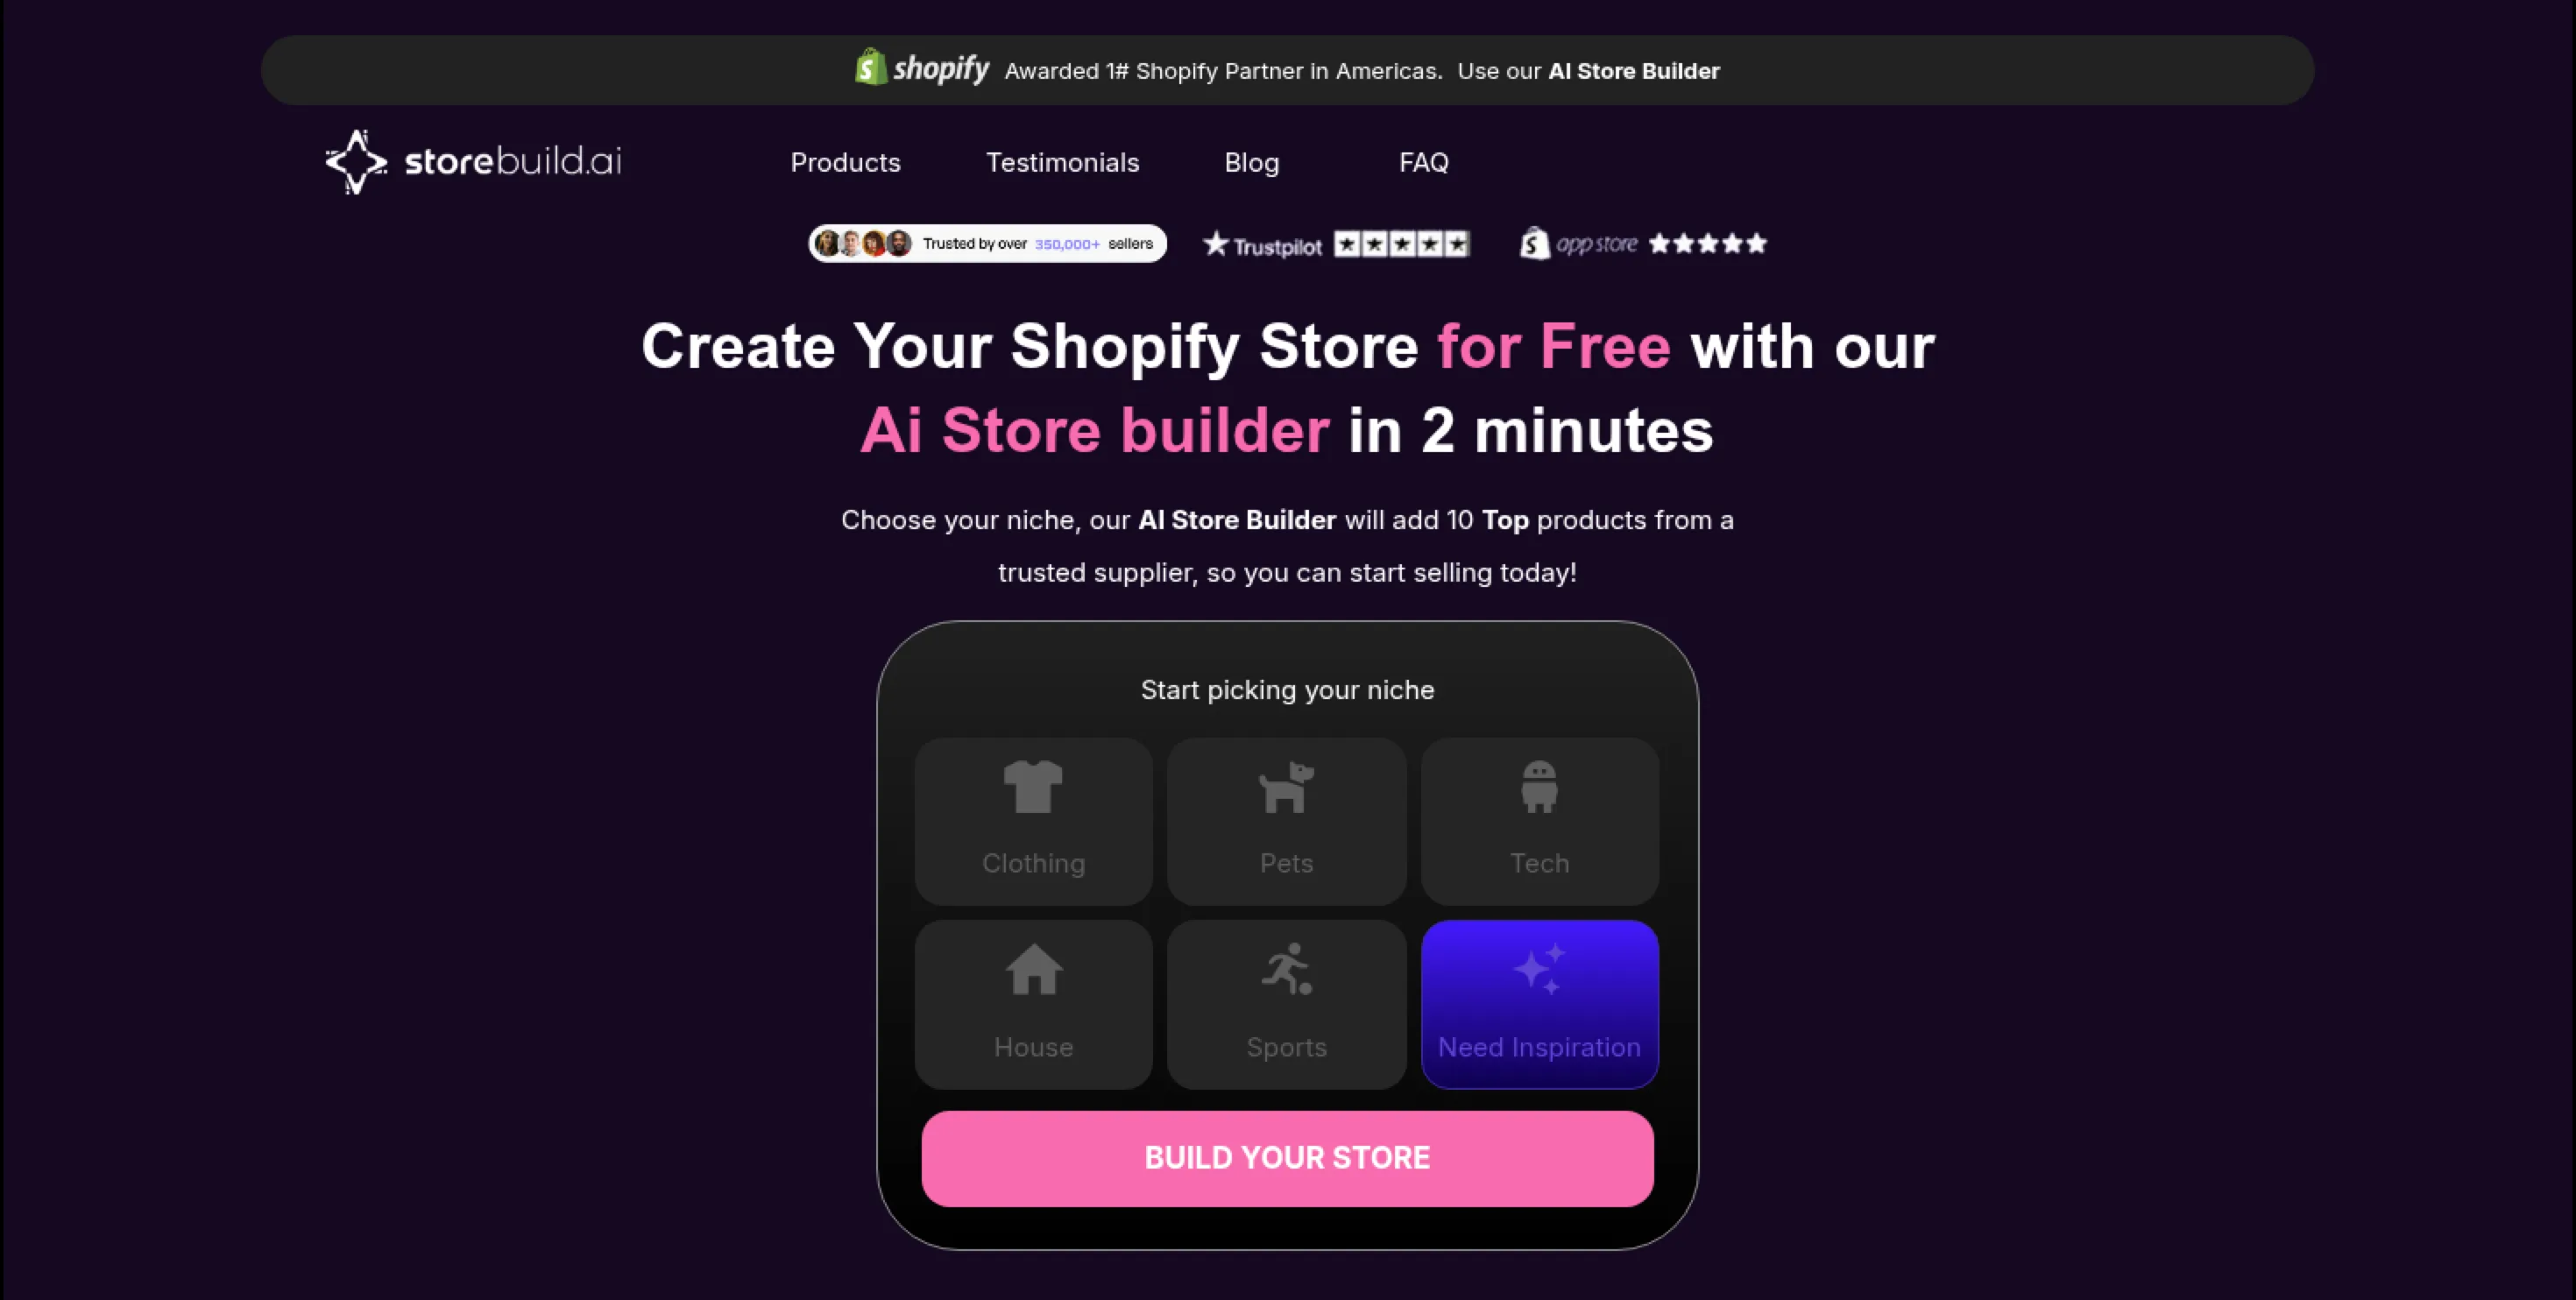 shopify Awarded 1# Shopify Partner in Americas. Use our AI Store Builder
storebuild.ai Products Testimonials Blog FAQ
Trusted by over 350,000+ sellers Trustpilot app store
Create Your Shopify Store for Free with our
Ai Store builder in 2 minutes
Choose your niche, our AI Store Builder will add 10 Top products from a
trusted supplier, so you can start selling today!
Start picking your niche
Clothing Pets Tech
House Sports Need Inspiration
BUILD YOUR STORE